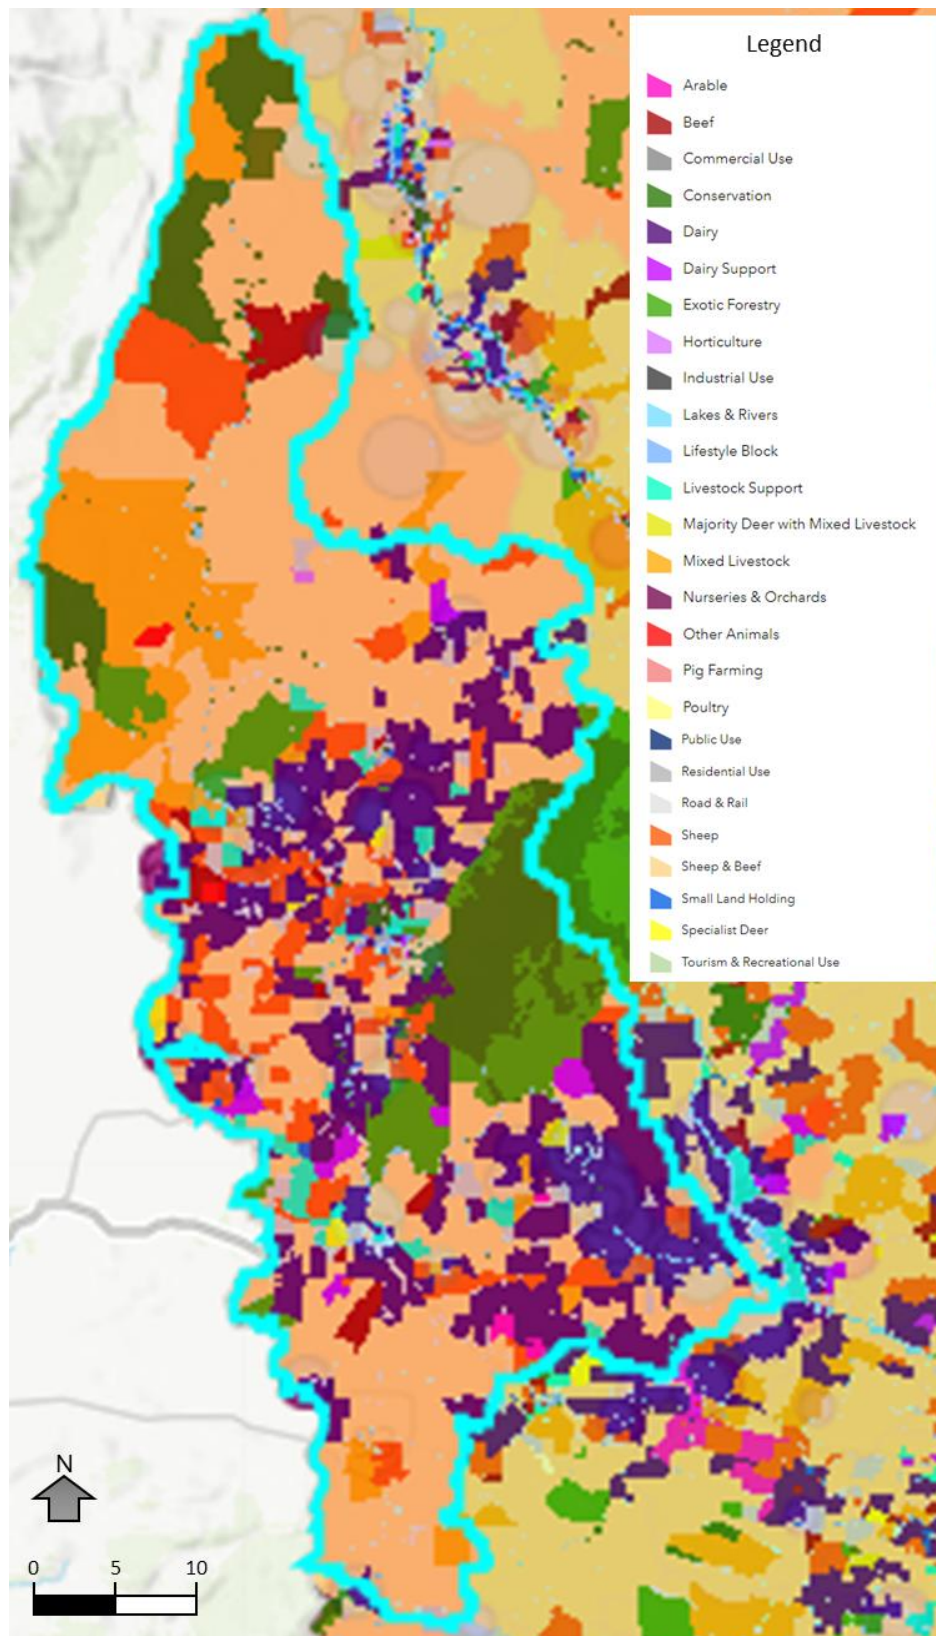 Legend
Arable
Beef
Commercial Use
Conservation
Dairy
Dairy Support
Exotic Forestry
Horticulture
Industrial Use
Lakes & Rivers
Lifestyle Block
Livestock Support
Majority Deer with Mixed Livestock
Mixed Livestock
Nurseries & Orchards
Other Animals
Pig Farming
Poultry
Public Use
Residential Use
Road & Rail
Sheep
Sheep & Beef
Small Land Holding
Specialist Deer
Tourism & Recreational Use
N
0 5 10